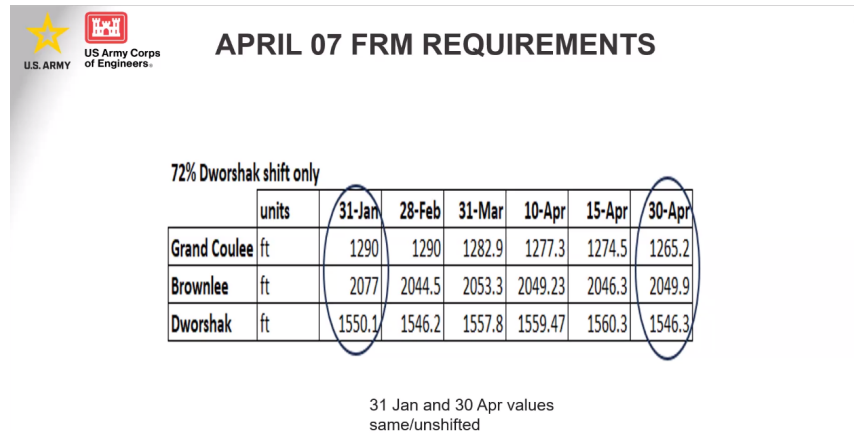 U.S. ARMY
US Army Corps
of Engineers®
APRIL 07 FRM REQUIREMENTS
72% Dworshak shift only
units 31-Jan 28-Feb 31-Mar 10-Apr 15-Apr 30-Apr
Grand Coulee ft 1290 1290 1282.9 1277.3 1274.5 1265.2
Brownlee ft 2077 2044.5 2053.3 2049.23 2046.3 2049.9
Dworshak ft 1550.1 1546.2 1557.8 1559.47 1560.3 1546.3
31 Jan and 30 Apr values
same/unshifted